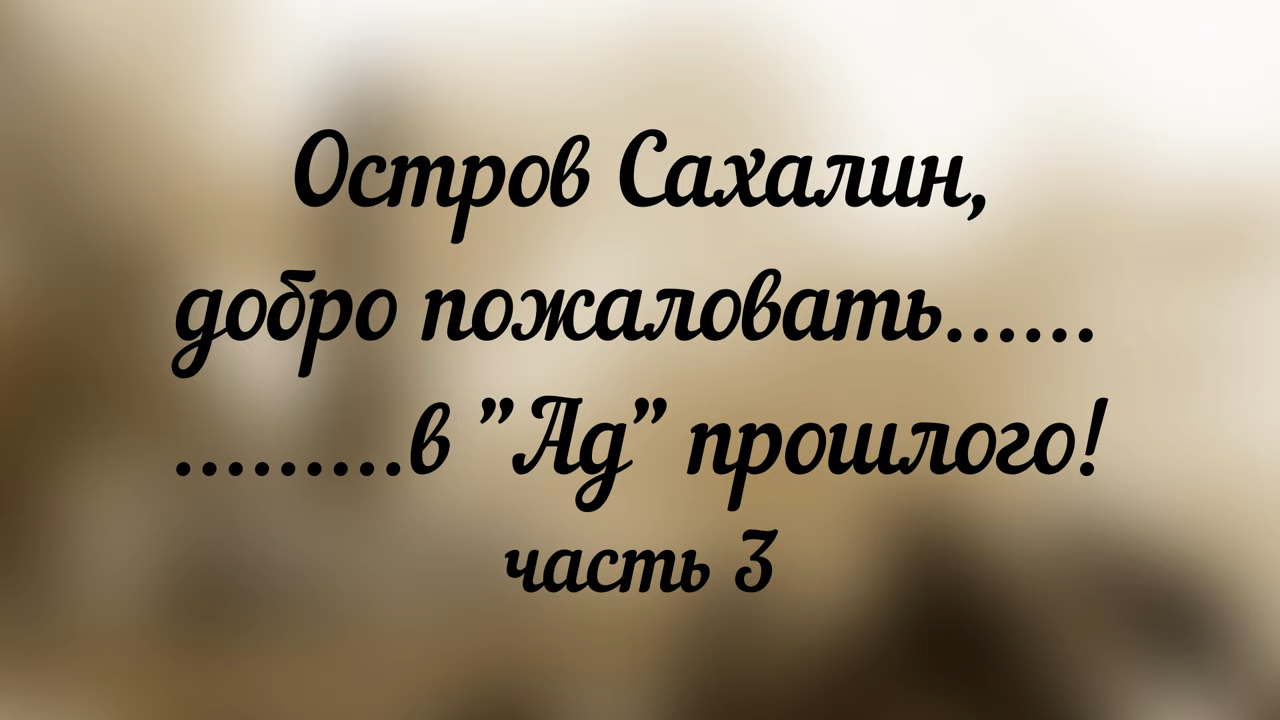 Остров Сахалин,
добро пожаловать......
.........в "Ад" прошлого!
часть 3